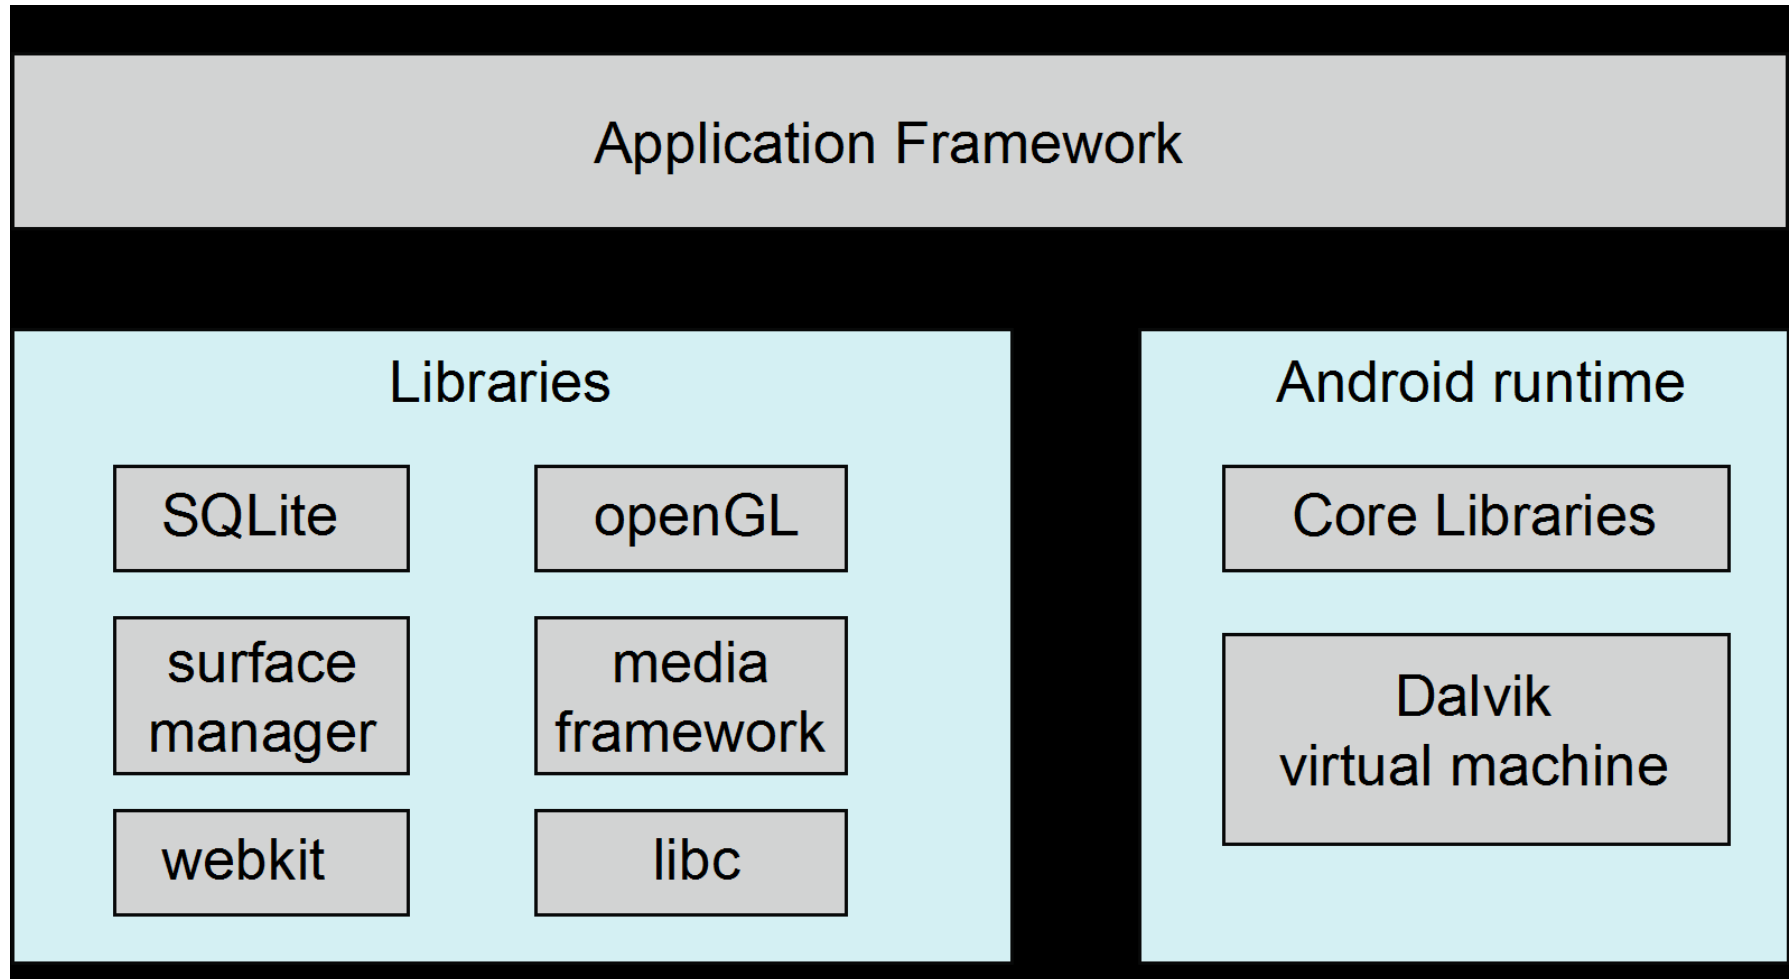 Application Framework
Libraries
SQLite
openGL
surface
manager
media
framework
webkit
libc
Android runtime
Core Libraries
Dalvik
virtual machine